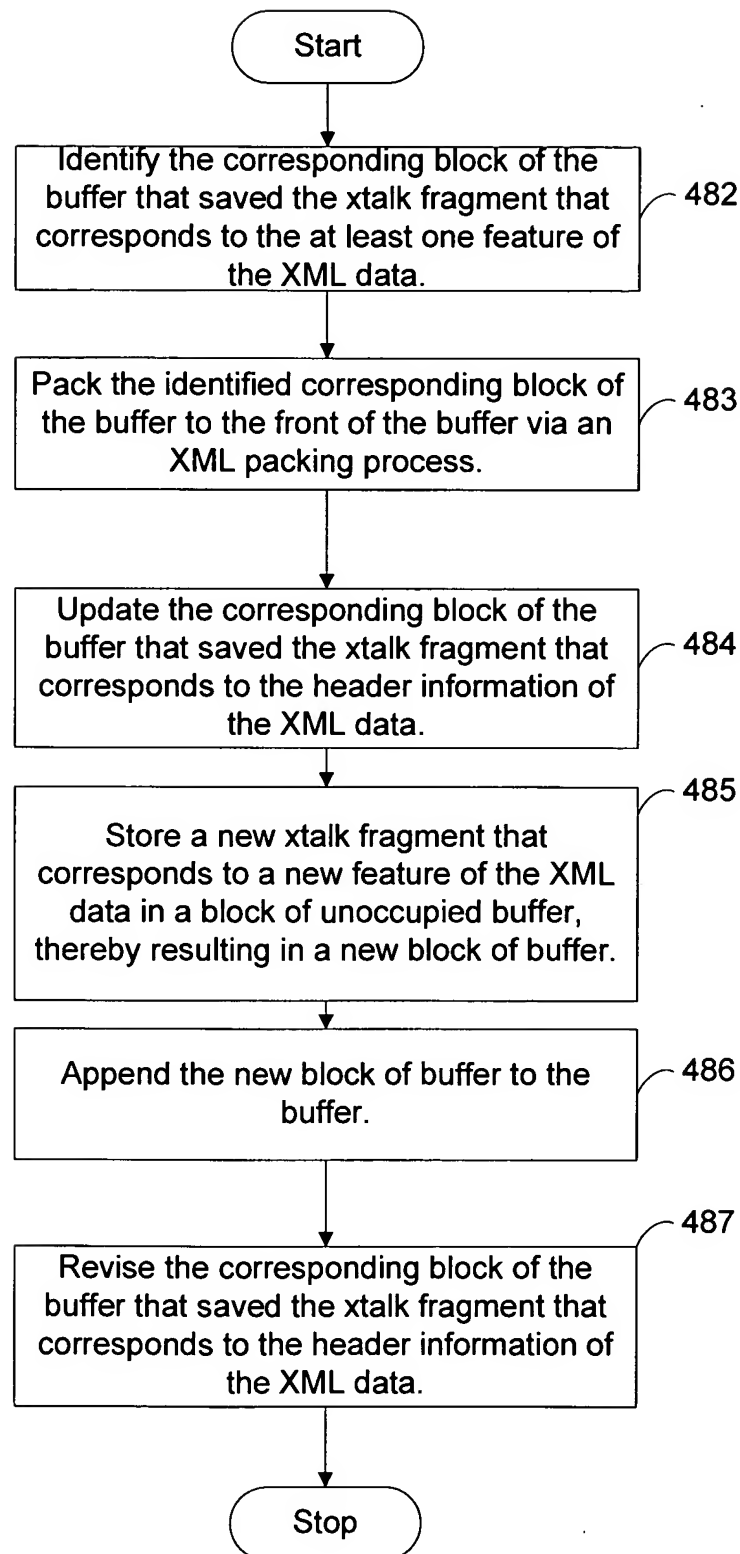 Start
Identify the corresponding block of the
buffer that saved the xtalk fragment that
corresponds to the at least one feature of
the XML data.
482
Pack the identified corresponding block of
the buffer to the front of the buffer via an
XML packing process.
483
Update the corresponding block of the
buffer that saved the xtalk fragment that
corresponds to the header information of
the XML data.
484
Store a new xtalk fragment that
corresponds to a new feature of the XML
data in a block of unoccupied buffer,
thereby resulting in a new block of buffer.
485
Append the new block of buffer to the
buffer.
486
Revise the corresponding block of the
buffer that saved the xtalk fragment that
corresponds to the header information of
the XML data.
487
Stop